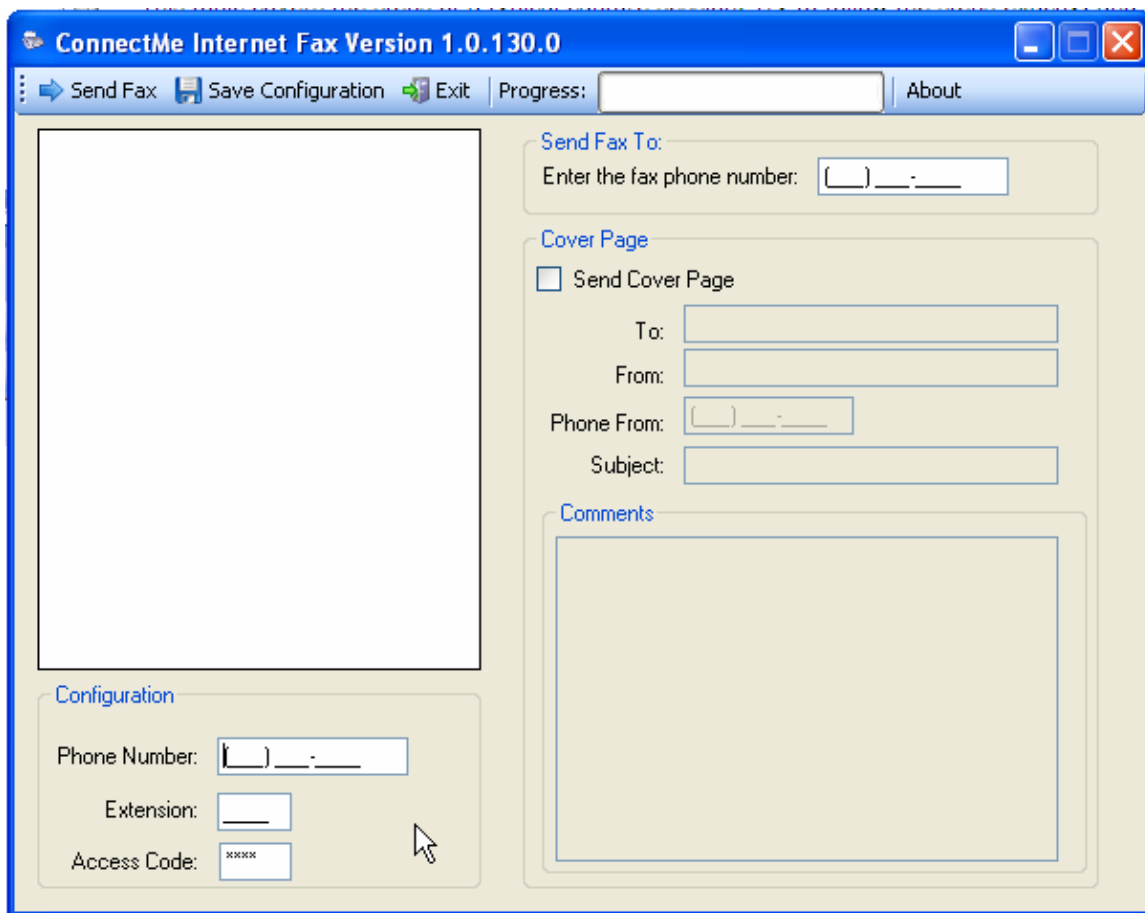 ConnectMe Internet Fax Version 1.0.130.0
Send Fax Save Configuration Exit Progress: About
Send Fax To:
Enter the fax phone number: (___) ___-____
Cover Page
Send Cover Page
To:
From:
Phone From: (___) ___-____
Subject:
Comments
Configuration
Phone Number: (___) ___-____
Extension: ____
Access Code: ****